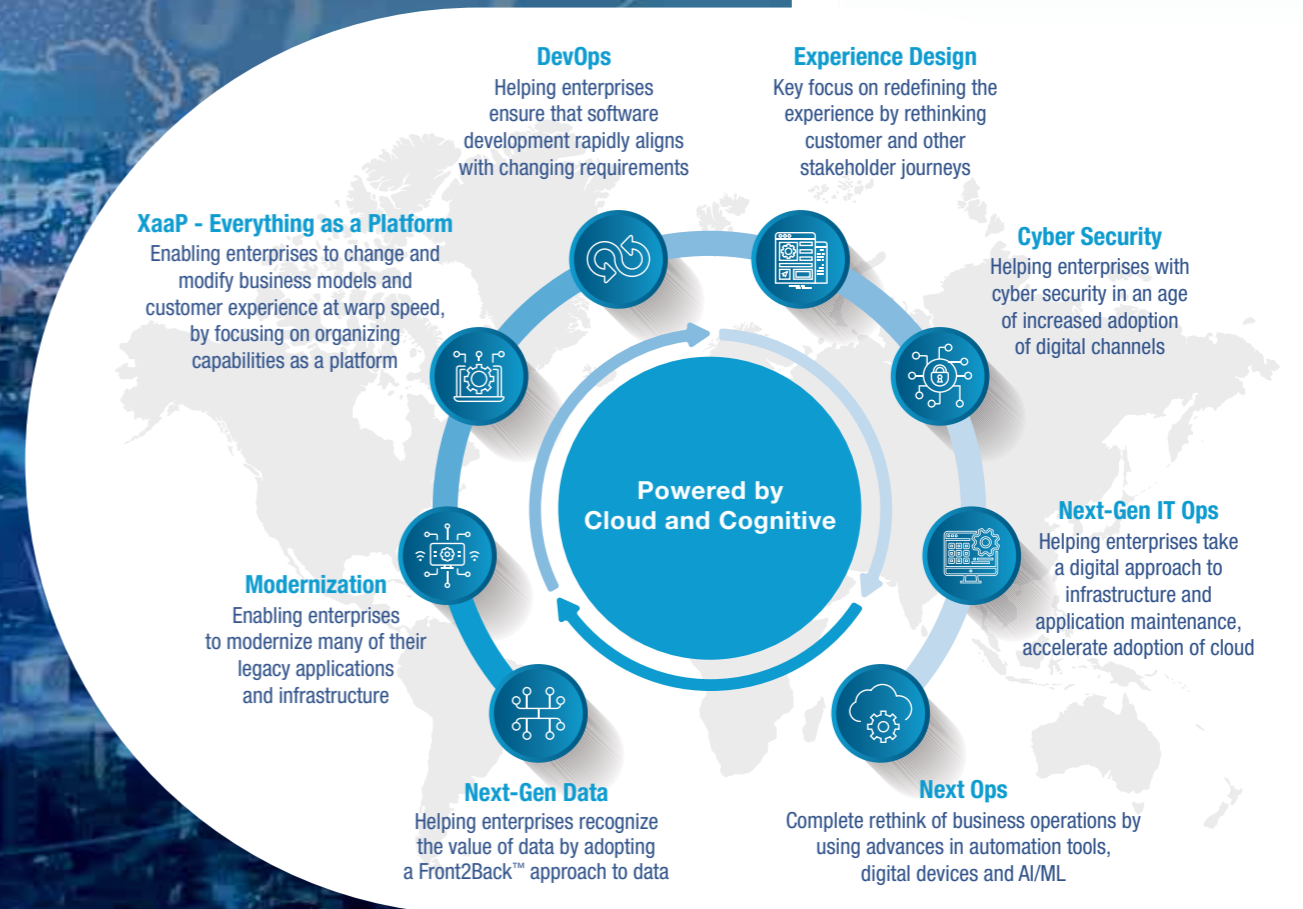 DevOps
Helping enterprises
ensure that software
development rapidly aligns
with changing requirements
Experience Design
Key focus on redefining the
experience by rethinking
customer and other
stakeholder journeys
XaaP - Everything as a Platform
Enabling enterprises to change and
modify business models and
customer experience at warp speed,
by focusing on organizing
capabilities as a platform
Cyber Security
Helping enterprises with
cyber security in an age
of increased adoption
of digital channels
Powered by
Cloud and Cognitive
Modernization
Enabling enterprises
to modernize many of their
legacy applications
and infrastructure
Next-Gen IT Ops
Helping enterprises take
a digital approach to
infrastructure and
application maintenance,
accelerate adoption of cloud
Next-Gen Data
Helping enterprises recognize
the value of data by adopting
a Front2Back™ approach to data
Next Ops
Complete rethink of business operations by
using advances in automation tools,
digital devices and AI/ML